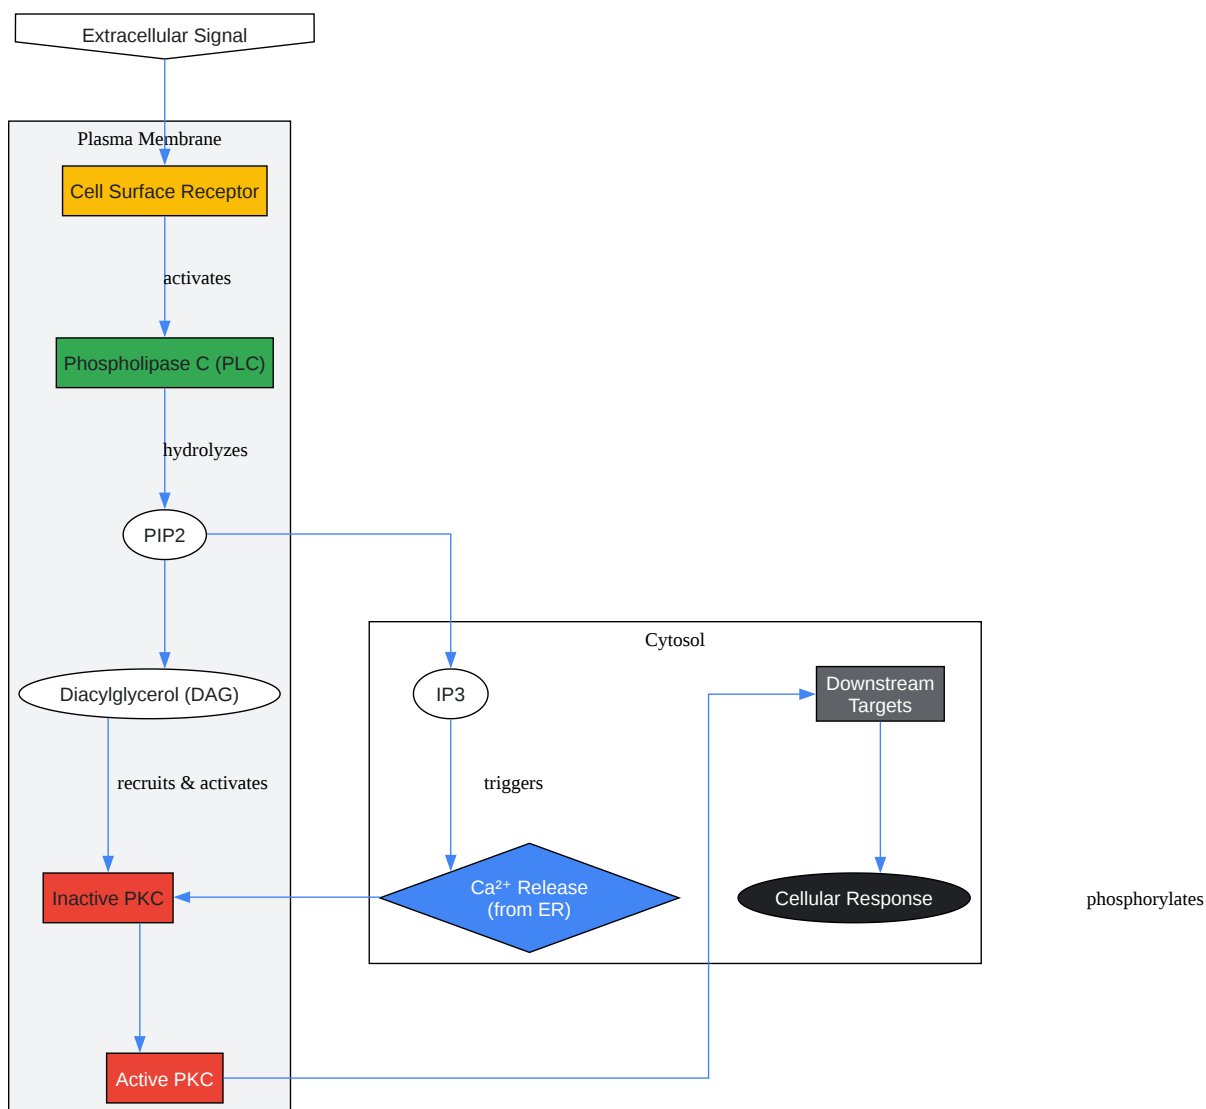 Extracellular Signal
Plasma Membrane
Cell Surface Receptor
activates
Phospholipase C (PLC)
hydrolyzes
PIP2
Cytosol
Diacylglycerol (DAG)
IP3
Downstream
Targets
recruits & activates
triggers
Inactive PKC
Ca²⁺ Release
(from ER)
Cellular Response
phosphorylates
Active PKC